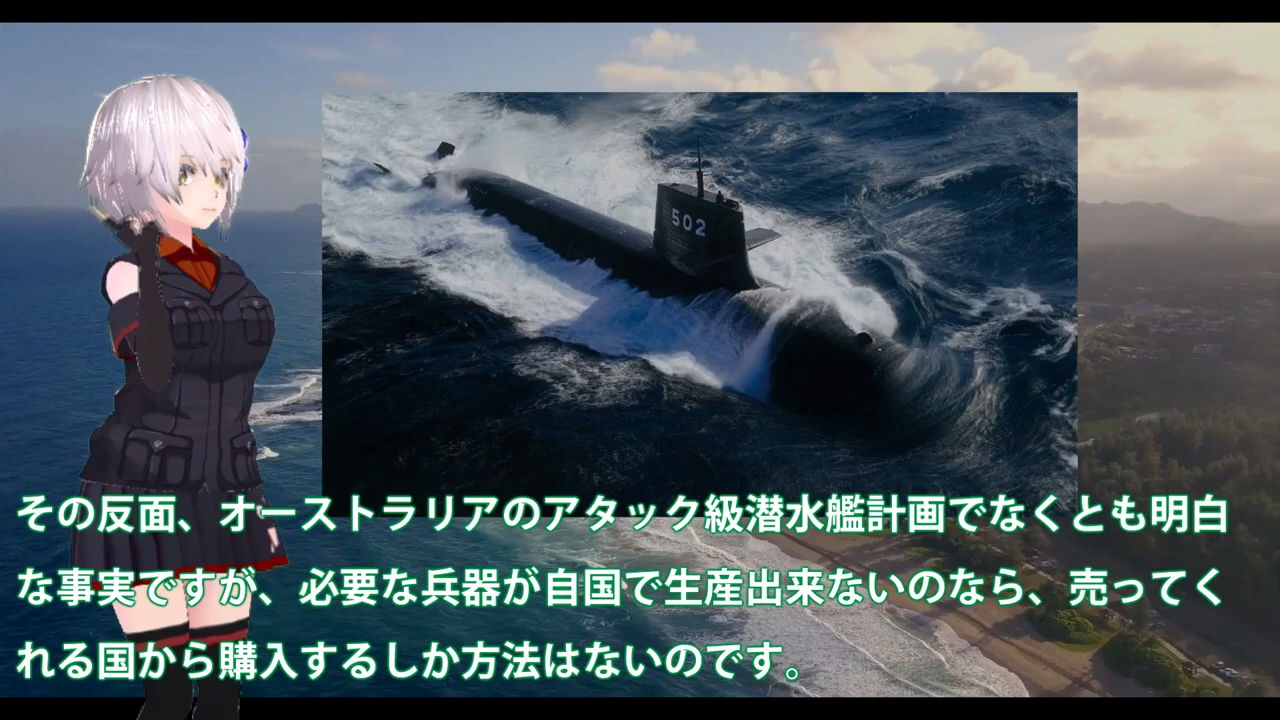 502
その反面、オーストラリアのアタック級潜水艦計画でなくとも明白
な事実ですが、必要な兵器が自国で生産出来ないのなら、売ってく
れる国から購入するしか方法はないのです。